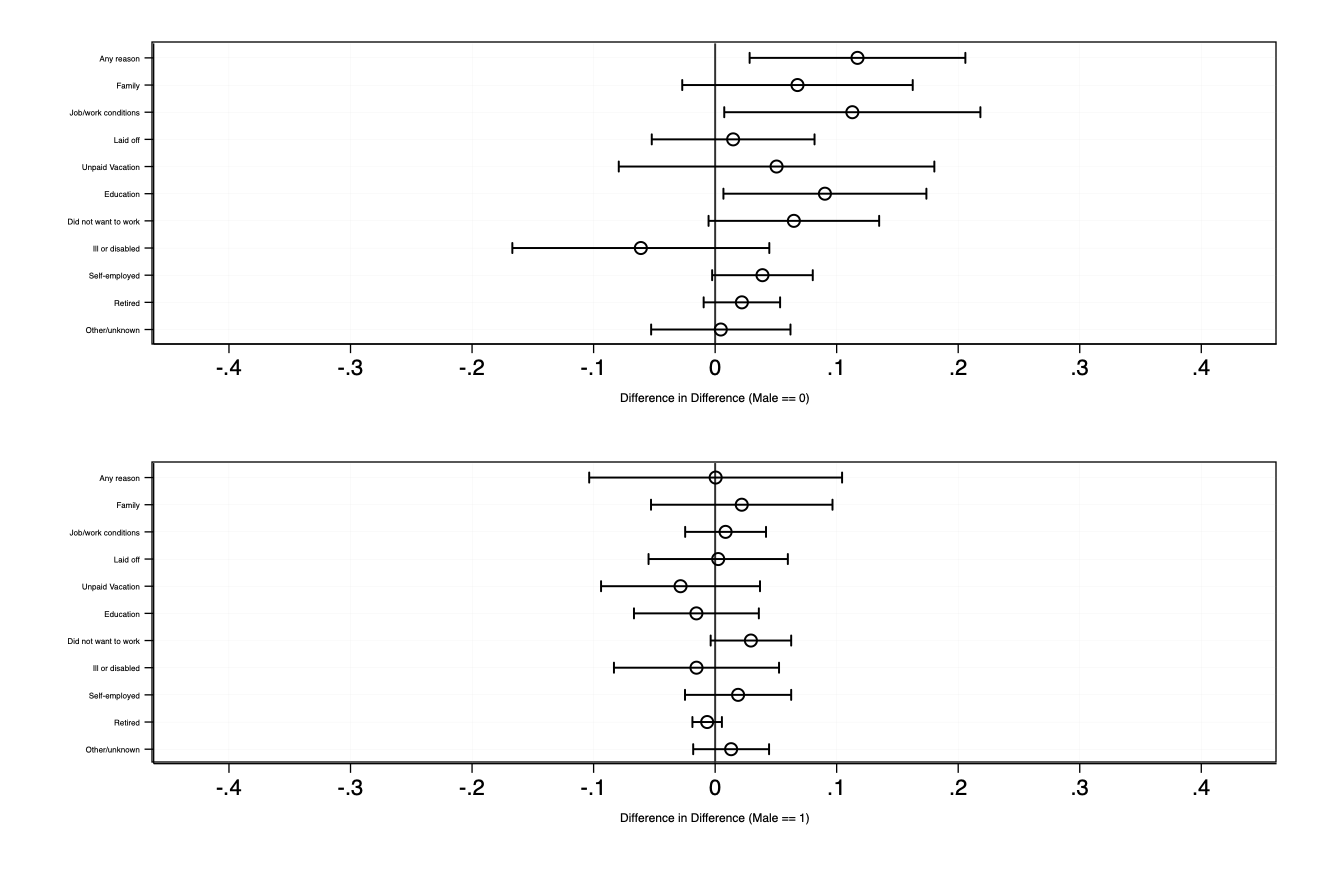 Any reason
Family
Job/work conditions
Laid off
Unpaid Vacation
Education
Did not want to work
Ill or disabled
Self-employed
Retired
Other/unknown
-.4 -.3 -.2 -.1 0 .1 .2 .3 .4
Difference in Difference (Male == 0)
Any reason
Family
Job/work conditions
Laid off
Unpaid Vacation
Education
Did not want to work
Ill or disabled
Self-employed
Retired
Other/unknown
-.4 -.3 -.2 -.1 0 .1 .2 .3 .4
Difference in Difference (Male == 1)